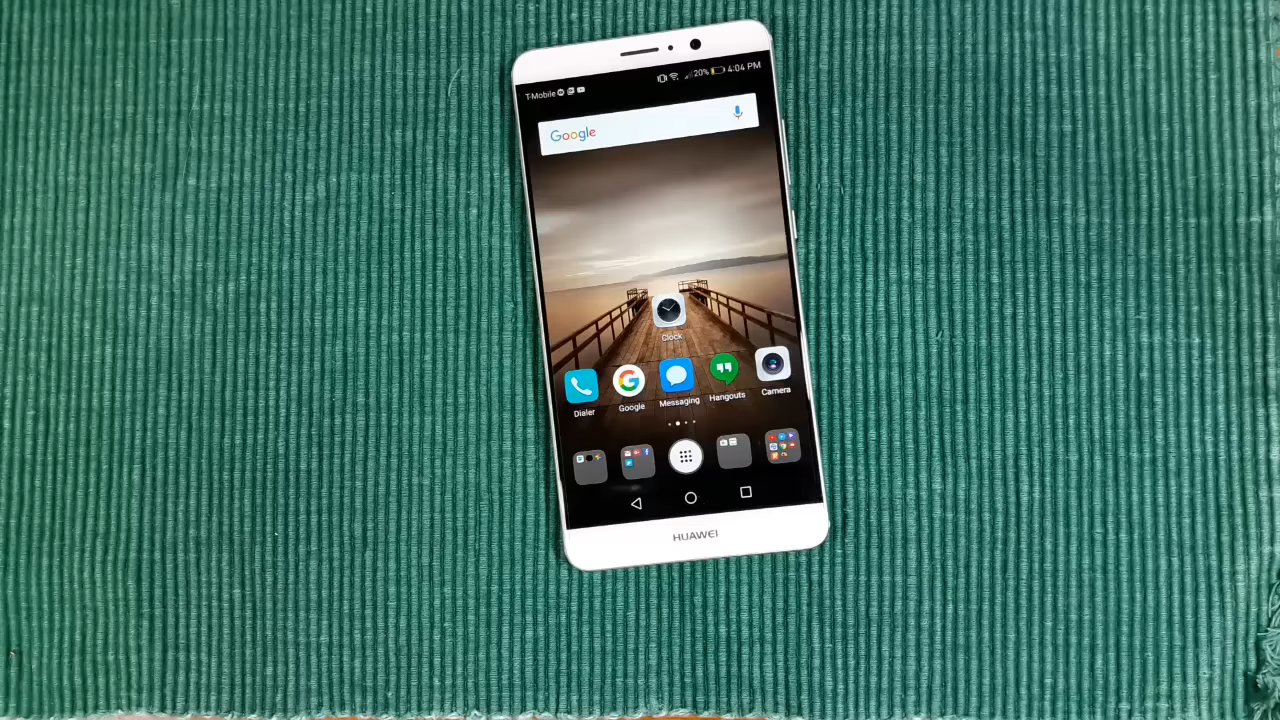 T-Mobile
20% 4:04 PM
Google
Clock
Dialer
Google
Messaging
Hangouts
Camera
HUAWEI